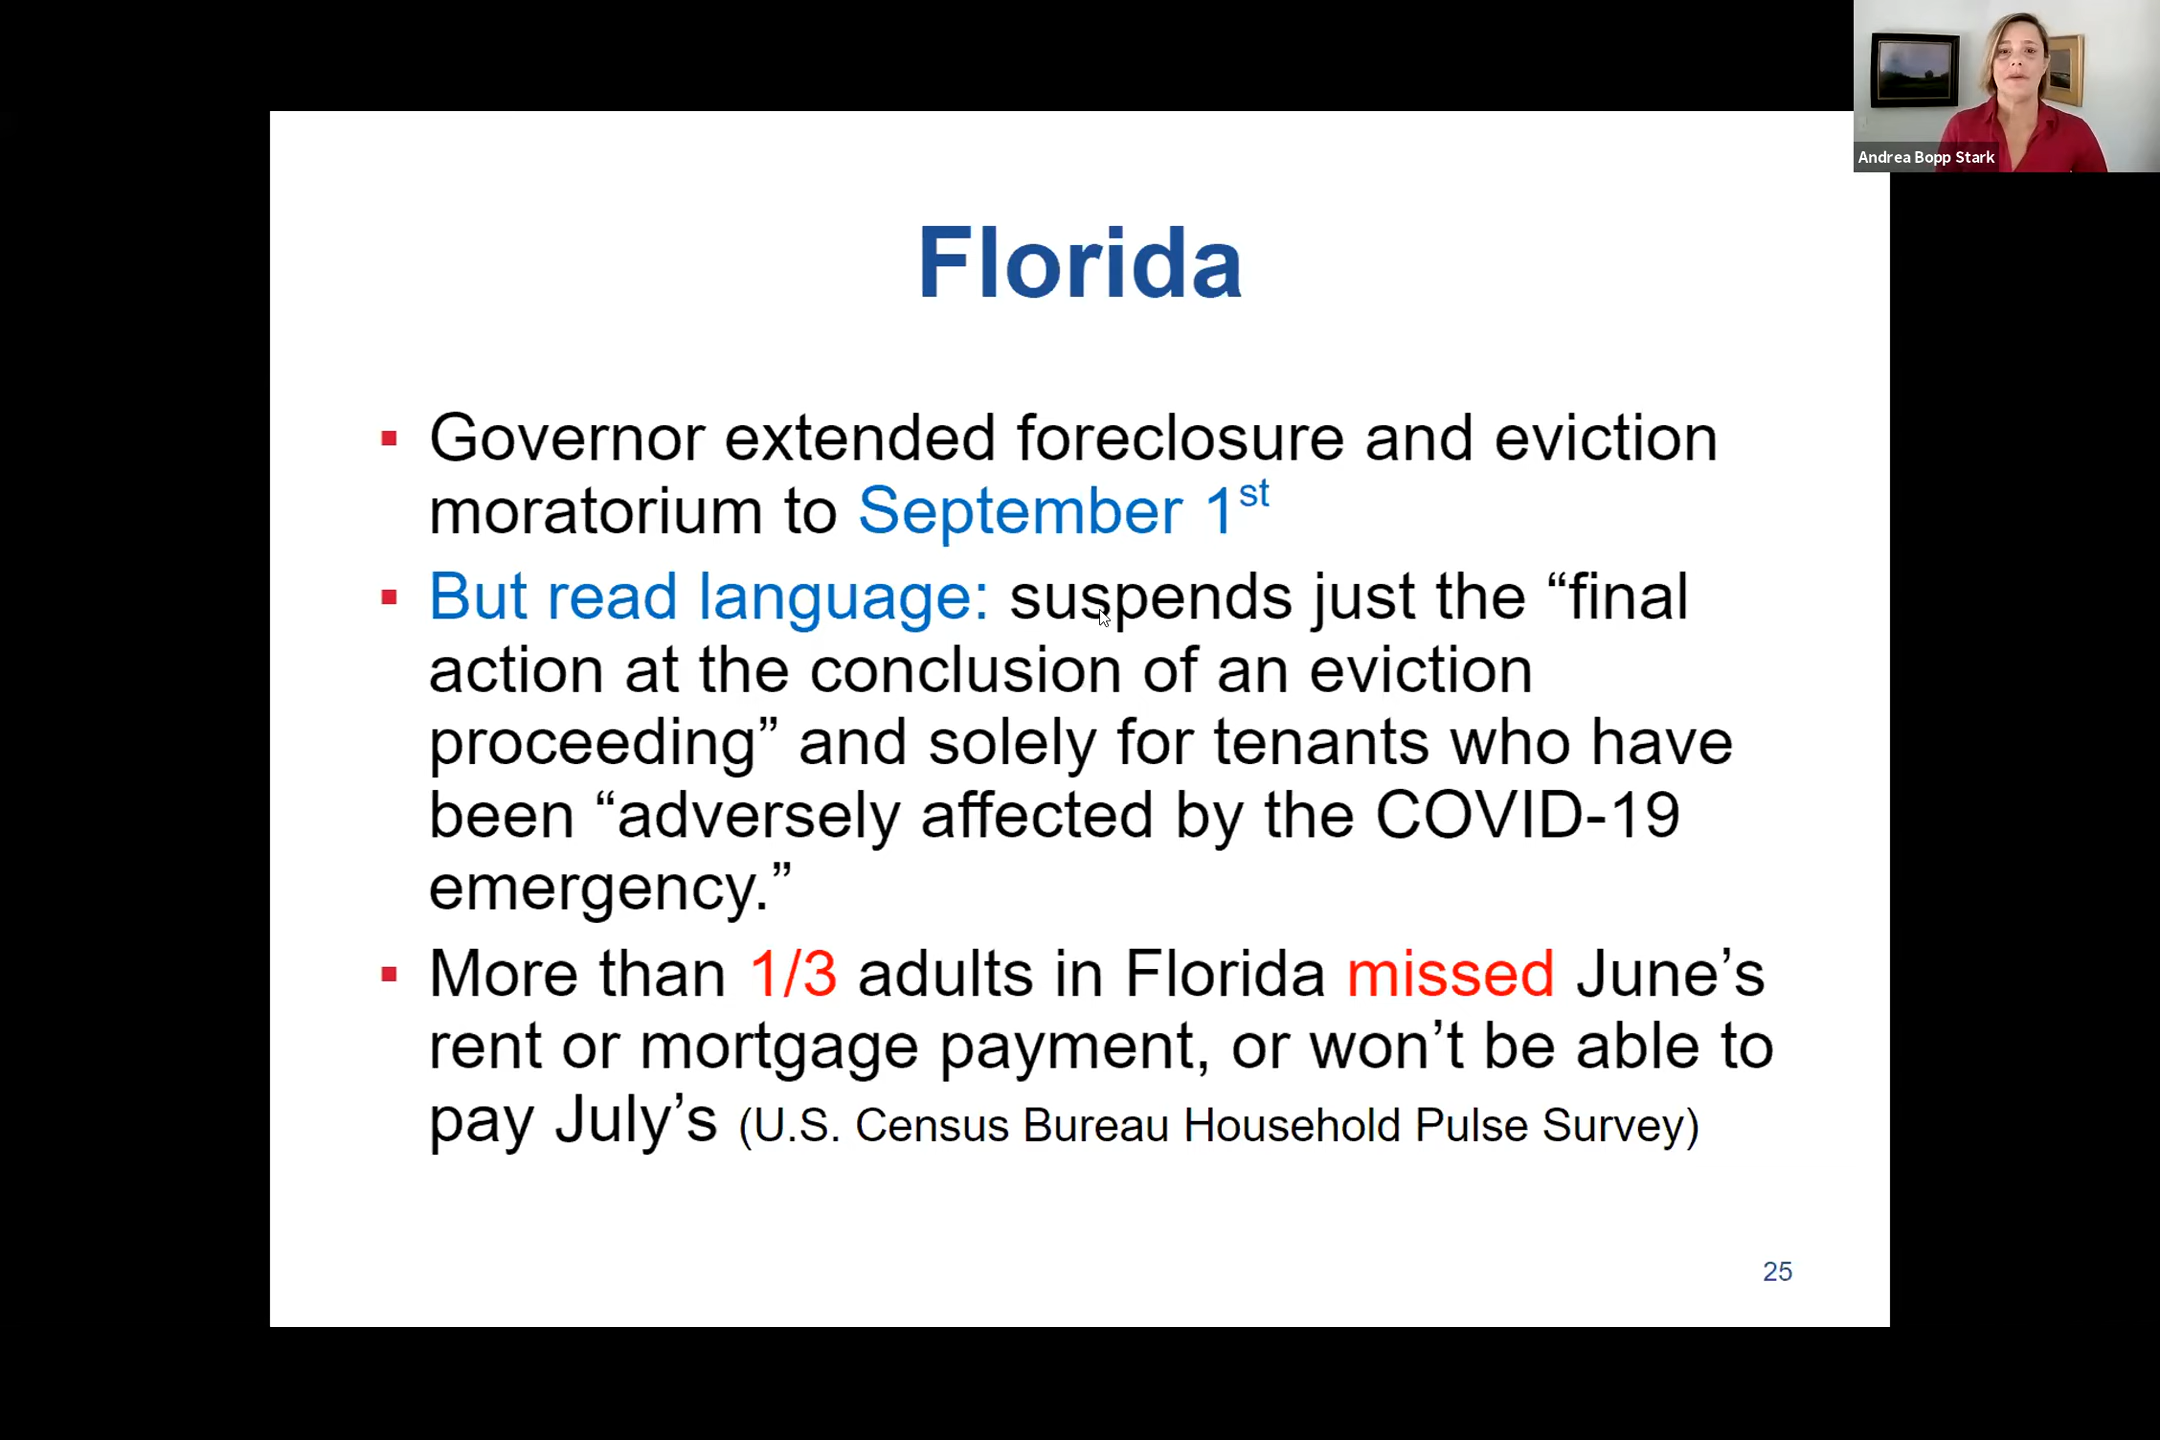 Andrea Bopp Stark
Florida
▪ Governor extended foreclosure and eviction
moratorium to September 1st
▪ But read language: suspends just the “final
action at the conclusion of an eviction
proceeding” and solely for tenants who have
been “adversely affected by the COVID-19
emergency.”
▪ More than 1/3 adults in Florida missed June’s
rent or mortgage payment, or won’t be able to
pay July’s (U.S. Census Bureau Household Pulse Survey)
25